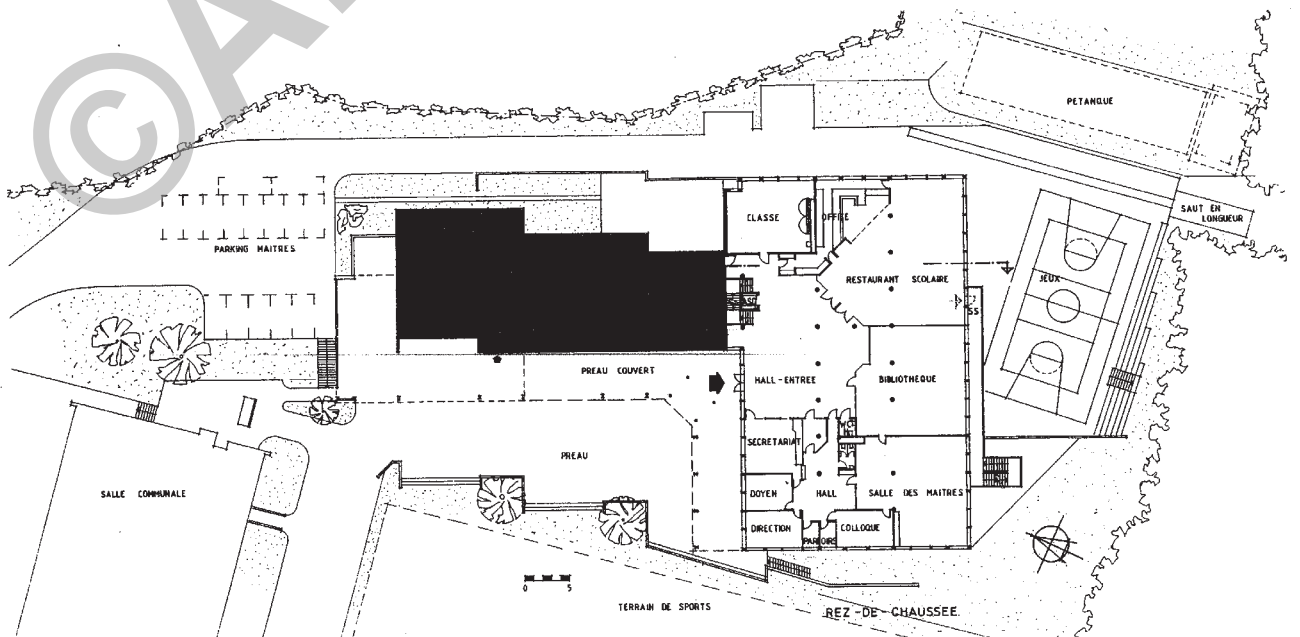 ©A
PETANQUE
SAUT EN
LONGUEUR
CLASSE
OFFICE
PARKING MAITRES
RESTAURANT SCOLAIRE
JEUX
SS
PREAU COUVERT
HALL-ENTREE
BIBLIOTHEQUE
SECRETARIAT
PREAU
SALLE COMMUNALE
DOYEN
HALL
SALLE DES MAITRES
DIRECTION
PARLOIRS
COLLOQUE
0 5
TERRAIN DE SPORTS
REZ-DE-CHAUSSEE.